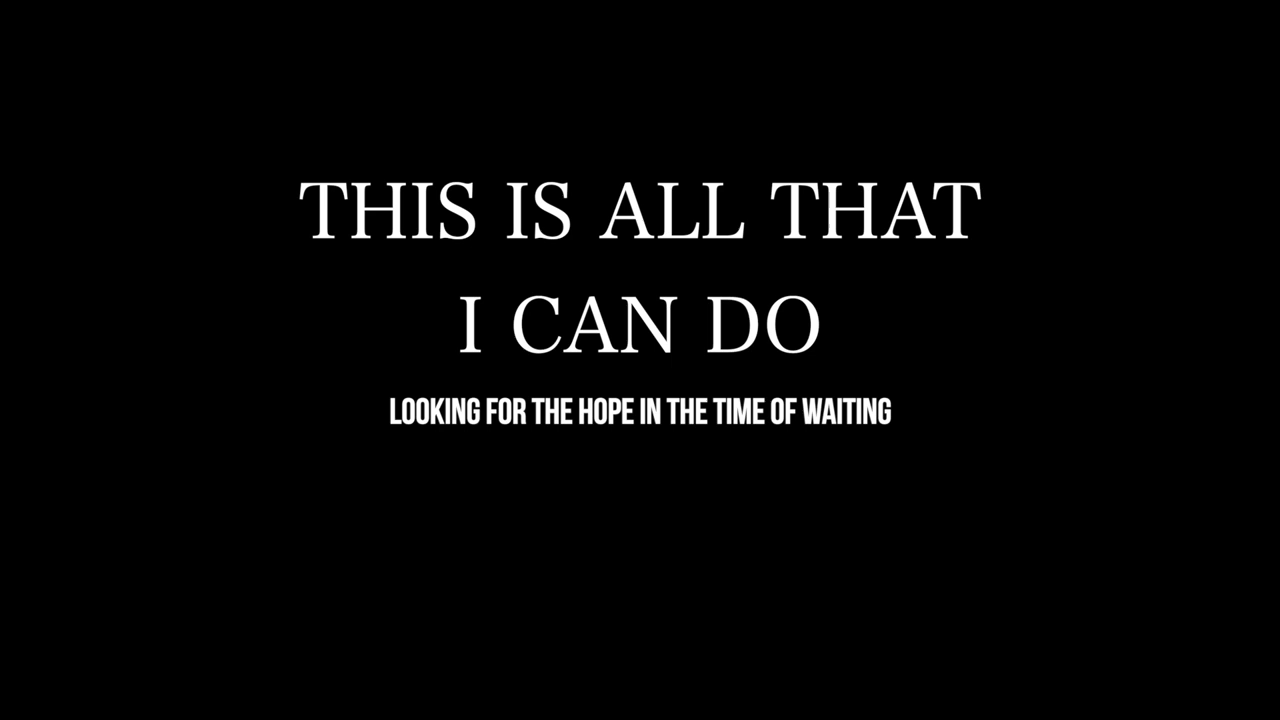 THIS IS ALL THAT
I CAN DO
LOOKING FOR THE HOPE IN THE TIME OF WAITING